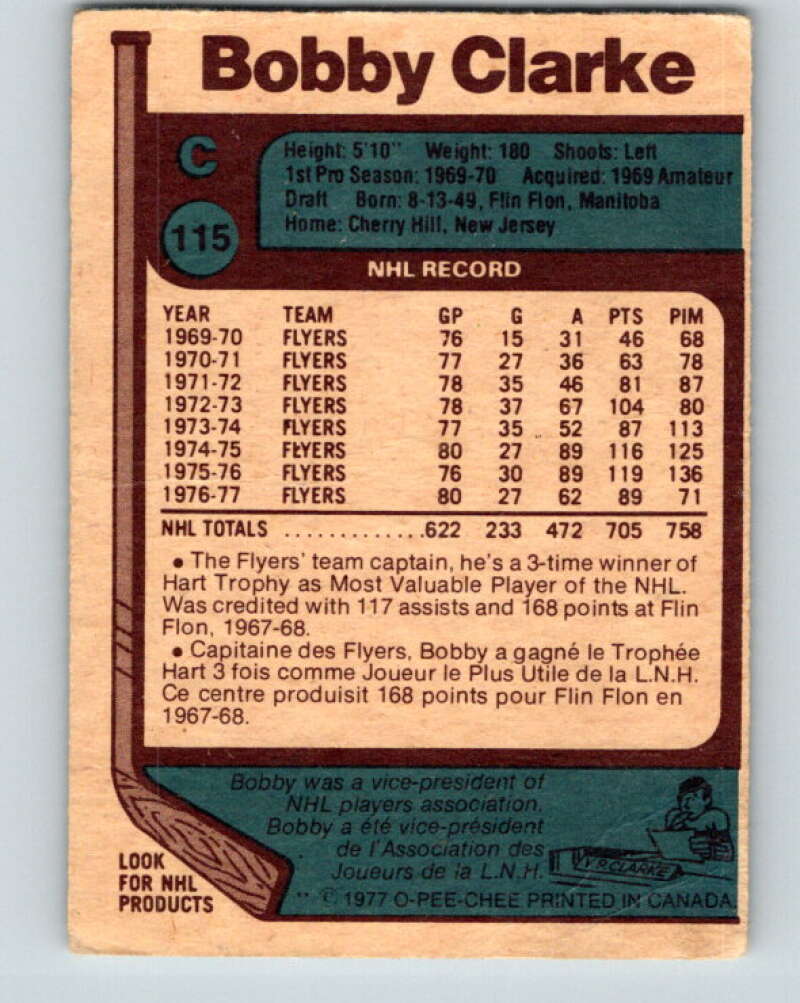 Bobby Clarke
C
115
Height: 5'10" Weight: 180 Shoots: Left
1st Pro Season: 1969-70 Acquired: 1969 Amateur
Draft Born: 8-13-49, Flin Flon, Manitoba
Home: Cherry Hill, New Jersey
NHL RECORD
YEAR TEAM GP G A PTS PIM
1969-70 FLYERS 76 15 31 46 68
1970-71 FLYERS 77 27 36 63 78
1971-72 FLYERS 78 35 46 81 87
1972-73 FLYERS 78 37 67 104 80
1973-74 FLYERS 77 35 52 87 113
1974-75 FLYERS 80 27 89 116 125
1975-76 FLYERS 76 30 89 119 136
1976-77 FLYERS 80 27 62 89 71
NHL TOTALS .............622 233 472 705 758
• The Flyers' team captain, he's a 3-time winner of
Hart Trophy as Most Valuable Player of the NHL.
Was credited with 117 assists and 168 points at Flin
Flon, 1967-68.
• Capitaine des Flyers, Bobby a gagné le Trophée
Hart 3 fois comme Joueur le Plus Utile de la L.N.H.
Ce centre produisit 168 points pour Flin Flon en
1967-68.
Bobby was a vice-president of
NHL players association.
Bobby a été vice-président
de l'Association des
Joueurs de la L.N.H.
V.P. CLARKE
LOOK
FOR NHL
PRODUCTS
© 1977 O-PEE-CHEE PRINTED IN CANADA